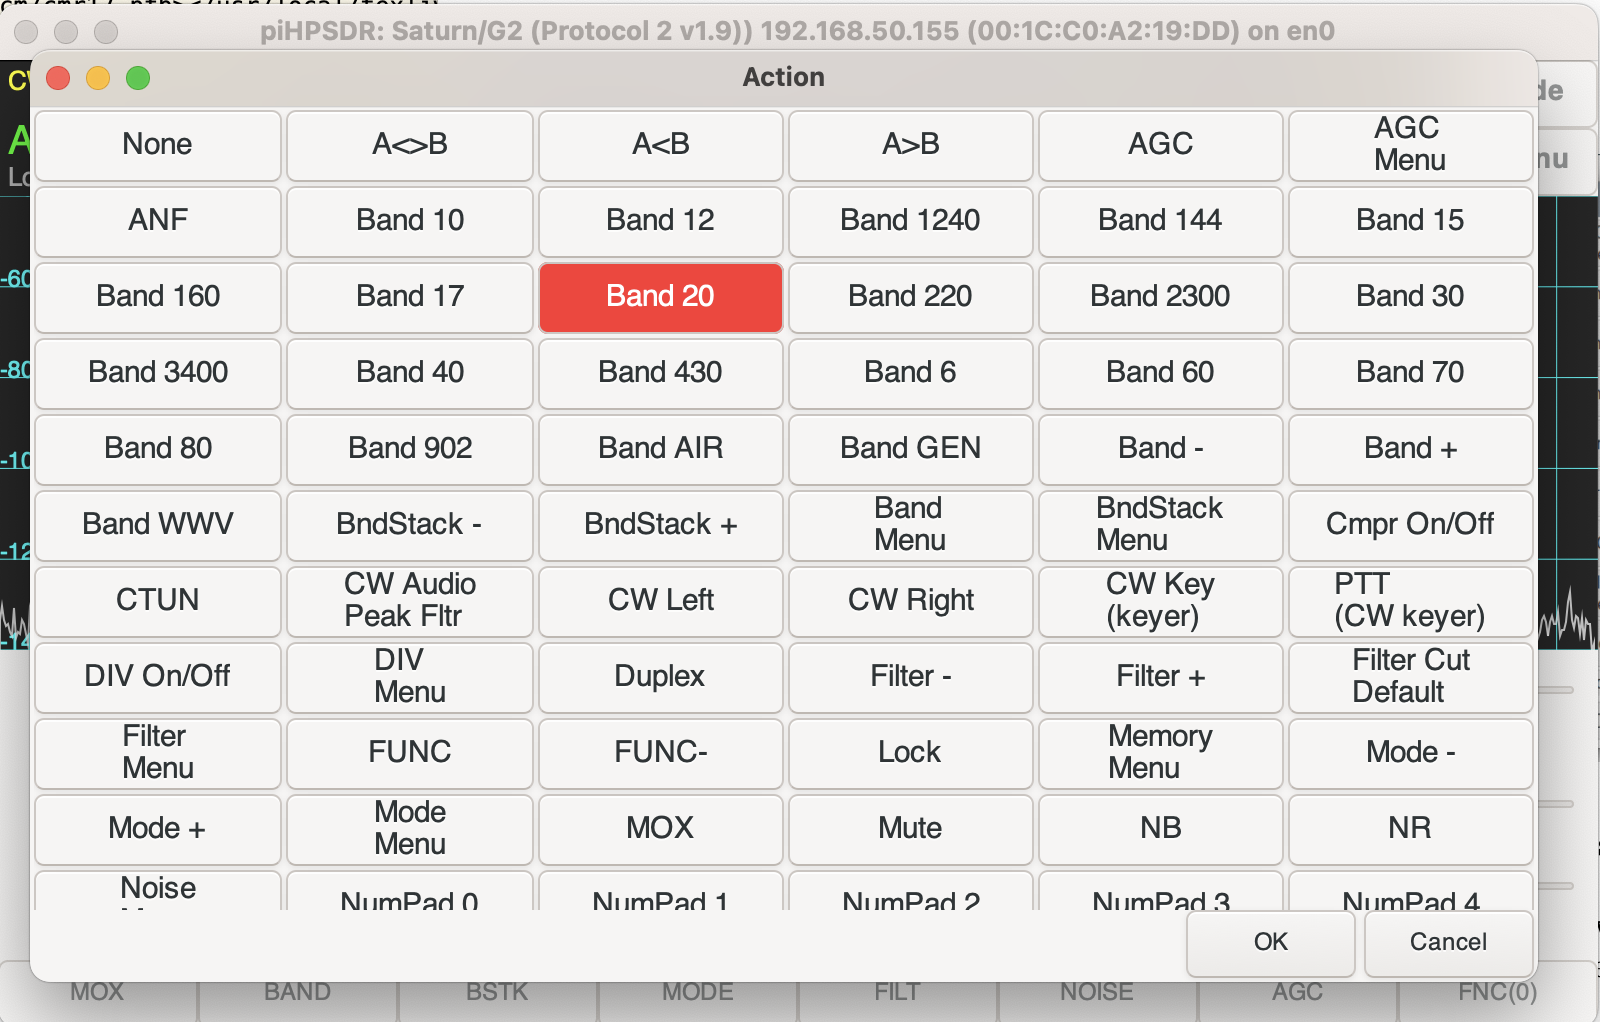 piHPSDR: Saturn/G2 (Protocol 2 v1.9)) 192.168.50.155 (00:1C:C0:A2:19:DD) on en0
Action
None
A<>B
A<B
A>B
AGC
AGC
Menu
ANF
Band 10
Band 12
Band 1240
Band 144
Band 15
Band 160
Band 17
Band 20
Band 220
Band 2300
Band 30
Band 3400
Band 40
Band 430
Band 6
Band 60
Band 70
Band 80
Band 902
Band AIR
Band GEN
Band -
Band +
Band WWV
BndStack -
BndStack +
Band
Menu
BndStack
Menu
Cmpr On/Off
CTUN
CW Audio
Peak Fltr
CW Left
CW Right
CW Key
(keyer)
PTT
(CW keyer)
DIV On/Off
DIV
Menu
Duplex
Filter -
Filter +
Filter Cut
Default
Filter
Menu
FUNC
FUNC-
Lock
Memory
Menu
Mode -
Mode +
Mode
Menu
MOX
Mute
NB
NR
Noise
NumPad 0
NumPad 1
NumPad 2
NumPad 3
NumPad 4
OK
Cancel
-60
-80
MOX
BAND
BSTK
MODE
FILT
NOISE
AGC
FNC(0)